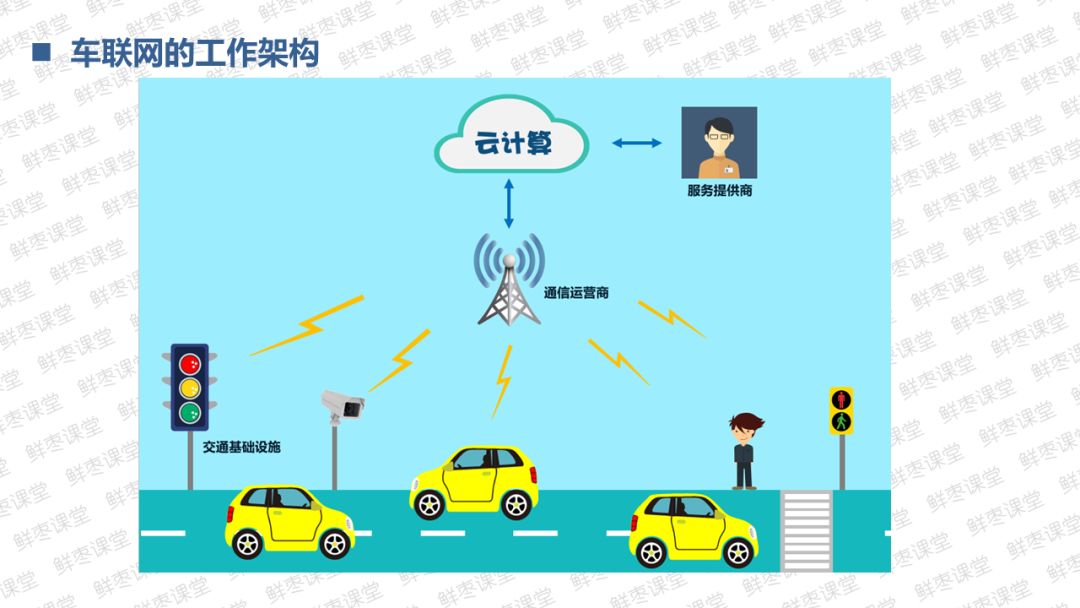 车联网的工作架构
云计算
服务提供商
通信运营商
交通基础设施
鲜枣课堂